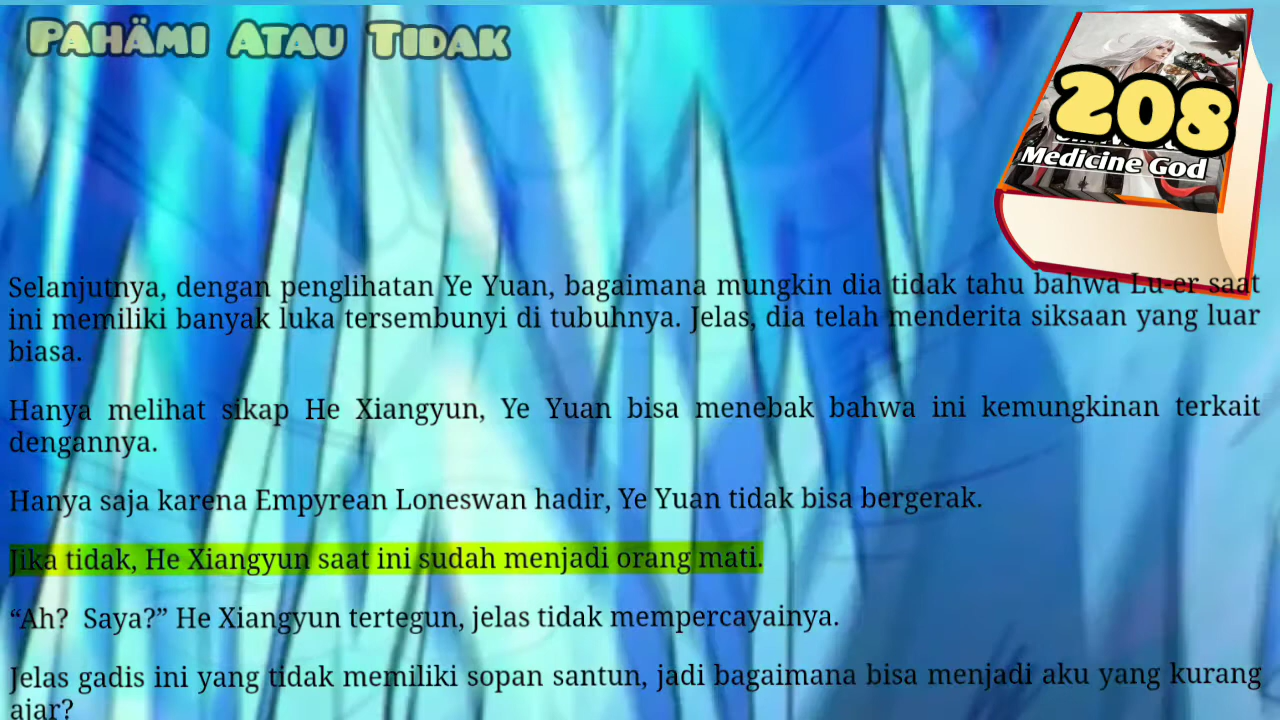 PAHÄMI ATAU TIDAK
208
Medicine God
Selanjutnya, dengan penglihatan Ye Yuan, bagaimana mungkin dia tidak tahu bahwa Lu-er saat
ini memiliki banyak luka tersembunyi di tubuhnya. Jelas, dia telah menderita siksaan yang luar
biasa.
Hanya melihat sikap He Xiangyun, Ye Yuan bisa menebak bahwa ini kemungkinan terkait
dengannya.
Hanya saja karena Empyrean Loneswan hadir, Ye Yuan tidak bisa bergerak.
Jika tidak, He Xiangyun saat ini sudah menjadi orang mati.
“Ah?  Saya?” He Xiangyun tertegun, jelas tidak mempercayainya.
Jelas gadis ini yang tidak memiliki sopan santun, jadi bagaimana bisa menjadi aku yang kurang
ajar?